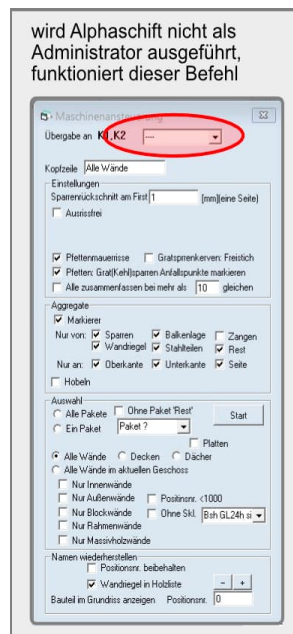 wird Alphaschift nicht als
Administrator ausgeführt,
funktioniert dieser Befehl
Maschinenansteuerung
Übergabe an K1,K2 ----
Kopfzeile Alle Wände
Einstellungen
Sparrenrückschnitt am First 1 [mm](eine Seite)
Ausrissfrei
Pfettenmauerrisse Gratsprrenkerven: Freistich
Pfetten: Grat(Kehl)sparren Anfallspunkte markieren
Alle zusammenfassen bei mehr als 10 gleichen
Aggregate
Markierer
Nur von: Sparren Balkenlage Zangen
Wandriegel Stahlteilen Rest
Nur an: Oberkante Unterkante Seite
Hobeln
Auswahl
Alle Pakete Ohne Paket 'Rest' Start
Ein Paket Paket ?
Platten
Alle Wände Decken Dächer
Alle Wände im aktuellen Geschoss
Nur Innenwände
Nur Außenwände Positinsnr. <1000
Nur Blockwände Ohne Skl. Bsh GL24h si
Nur Rahmenwände
Nur Massivholzwände
Namen wiederherstellen
Positionsnr. beibehalten
Wandriegel in Holzliste - +
Bauteil im Grundriss anzeigen Positionsnr. 0